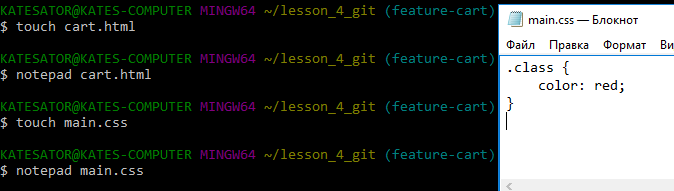 KATESATOR@KATES-COMPUTER MINGW64 ~/lesson_4_git (feature-cart)
$ touch cart.html
KATESATOR@KATES-COMPUTER MINGW64 ~/lesson_4_git (feature-cart)
$ notepad cart.html
KATESATOR@KATES-COMPUTER MINGW64 ~/lesson_4_git (feature-cart)
$ touch main.css
KATESATOR@KATES-COMPUTER MINGW64 ~/lesson_4_git (feature-cart)
$ notepad main.css
main.css — Блокнот
Файл Правка Формат Ви
.class {
    color: red;
}